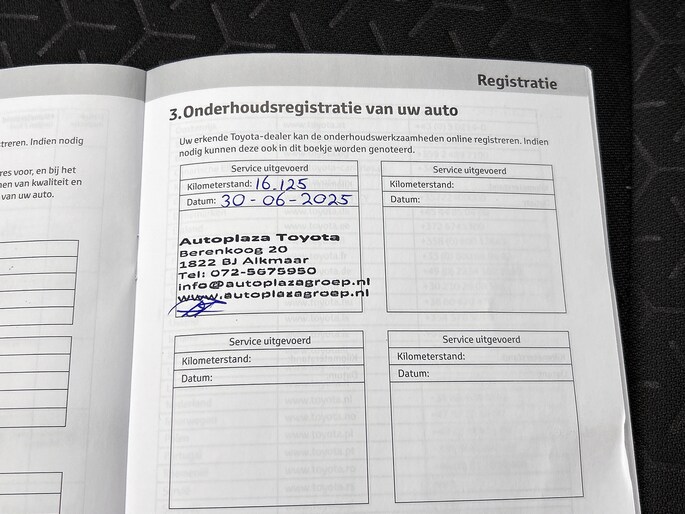 treren. Indien nodig
res voor, en bij het
en van kwaliteit en
van uw auto.
Registratie
3. Onderhoudsregistratie van uw auto
Uw erkende Toyota-dealer kan de onderhoudswerkzaamheden online registreren. Indien
nodig kunnen deze ook in dit boekje worden genoteerd.
Service uitgevoerd
Kilometerstand: 16.125
Datum: 30-06-2025
Autoplaza Toyota
Berenkoog 20
1822 BJ Alkmaar
Tel: 072-5675950
info@autoplazagroep.nl
www.autoplazagroep.nl
Service uitgevoerd
Kilometerstand:
Datum:
Service uitgevoerd
Kilometerstand:
Datum:
Service uitgevoerd
Kilometerstand:
Datum: